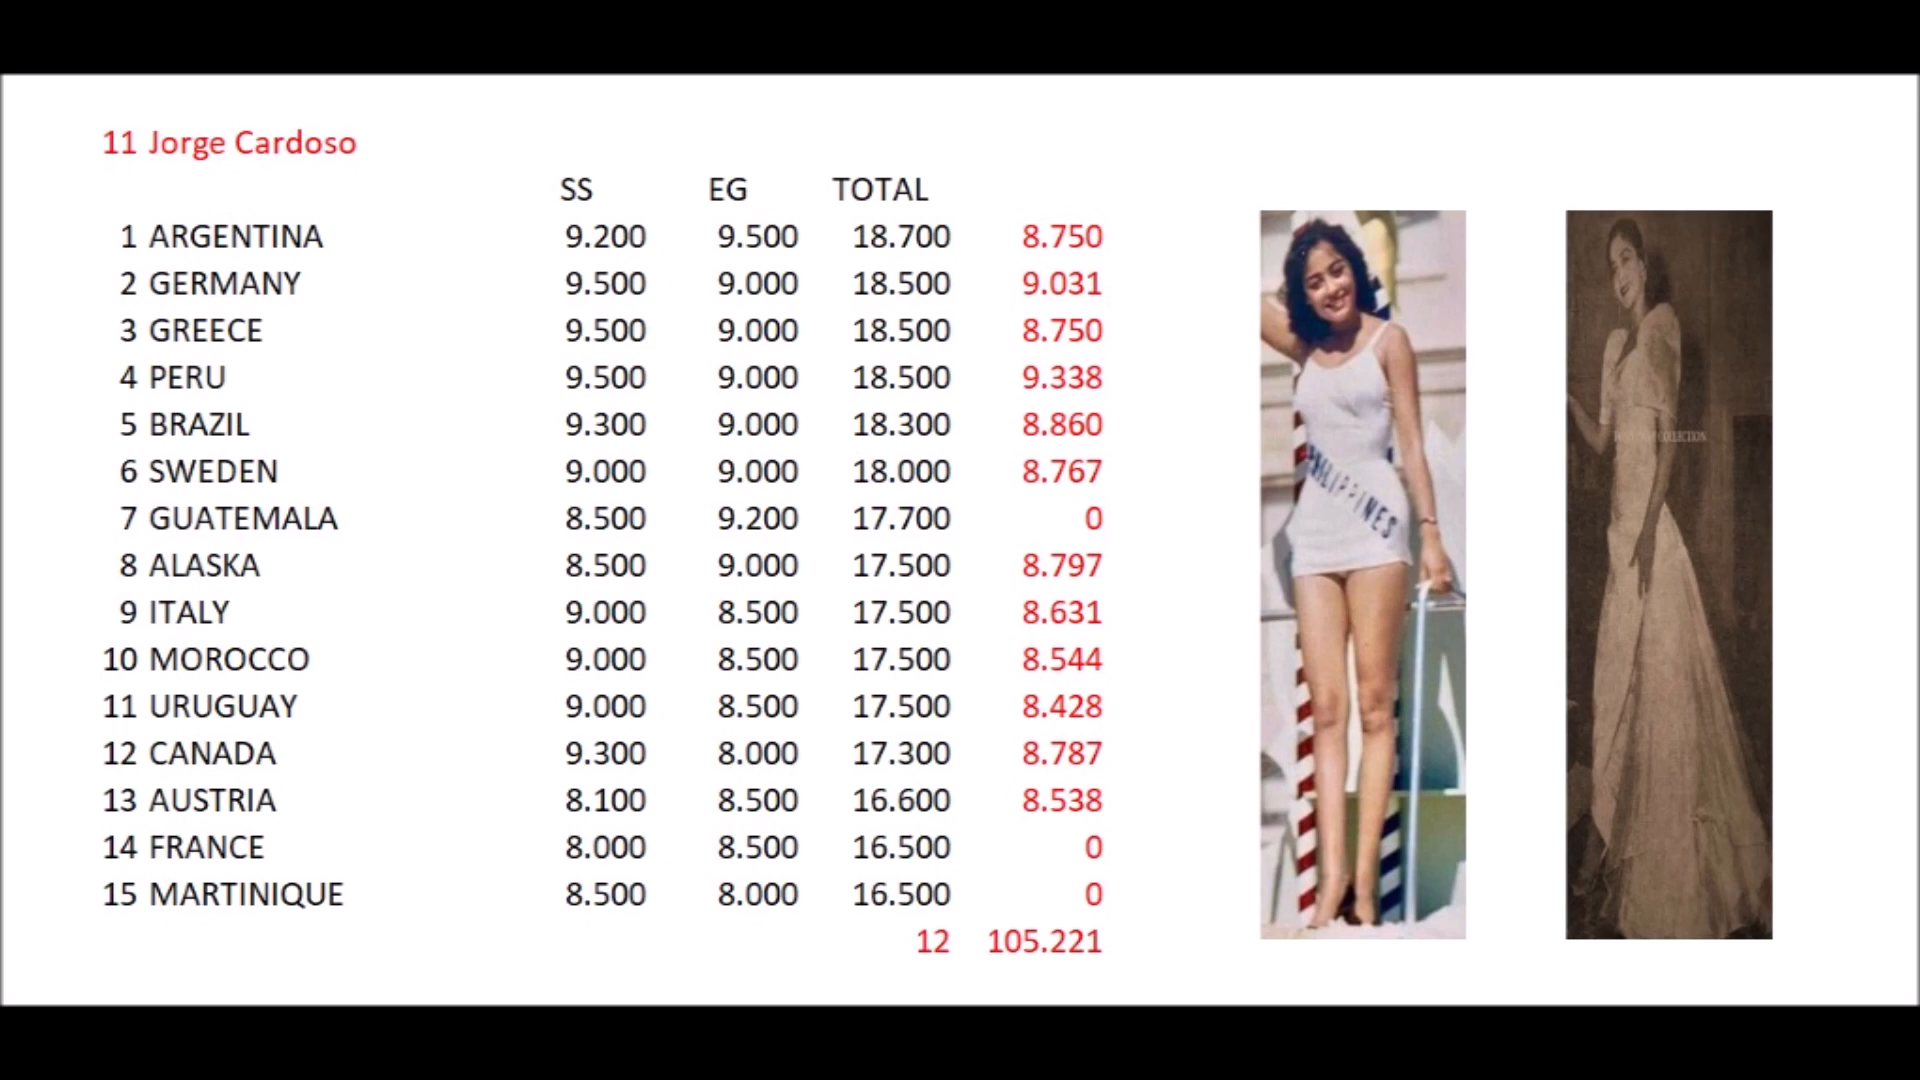 11 Jorge Cardoso
SS EG TOTAL
1 ARGENTINA 9.200 9.500 18.700 8.750
2 GERMANY 9.500 9.000 18.500 9.031
3 GREECE 9.500 9.000 18.500 8.750
4 PERU 9.500 9.000 18.500 9.338
5 BRAZIL 9.300 9.000 18.300 8.860
6 SWEDEN 9.000 9.000 18.000 8.767
7 GUATEMALA 8.500 9.200 17.700 0
8 ALASKA 8.500 9.000 17.500 8.797
9 ITALY 9.000 8.500 17.500 8.631
10 MOROCCO 9.000 8.500 17.500 8.544
11 URUGUAY 9.000 8.500 17.500 8.428
12 CANADA 9.300 8.000 17.300 8.787
13 AUSTRIA 8.100 8.500 16.600 8.538
14 FRANCE 8.000 8.500 16.500 0
15 MARTINIQUE 8.500 8.000 16.500 0
12 105.221
PHILIPPINES
COLLECTION